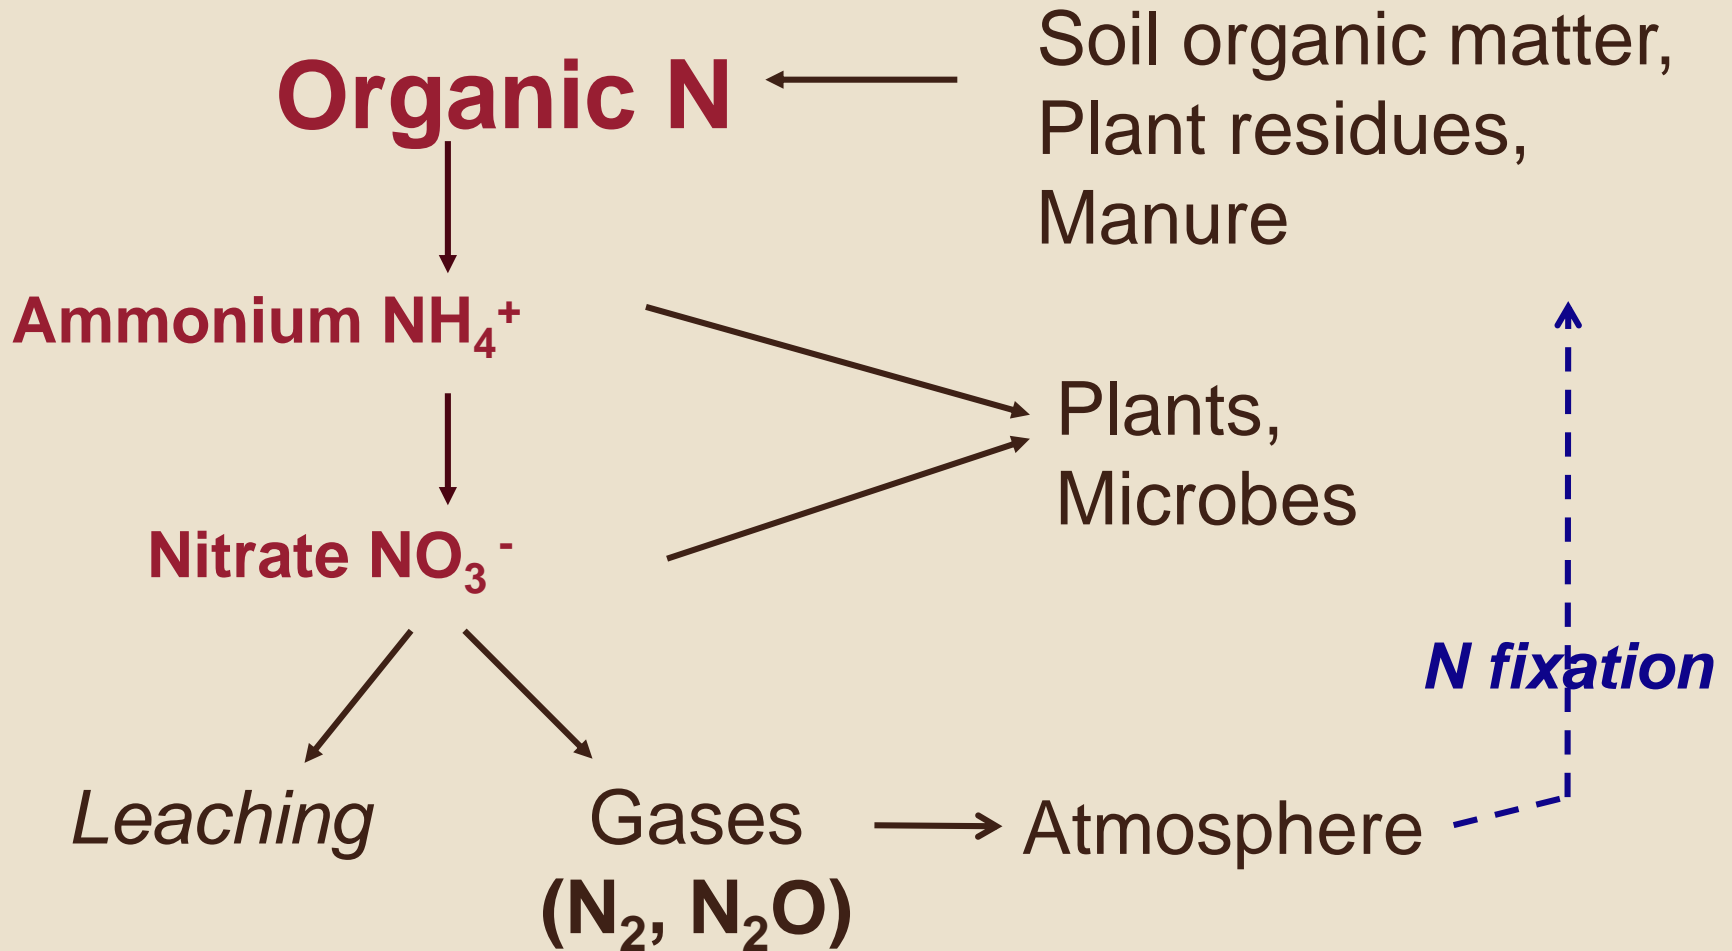 Organic N
Soil organic matter,
Plant residues,
Manure
Ammonium NH₄⁺
Plants,
Microbes
Nitrate NO₃⁻
N fixation
Leaching
Gases
(N₂, N₂O)
Atmosphere